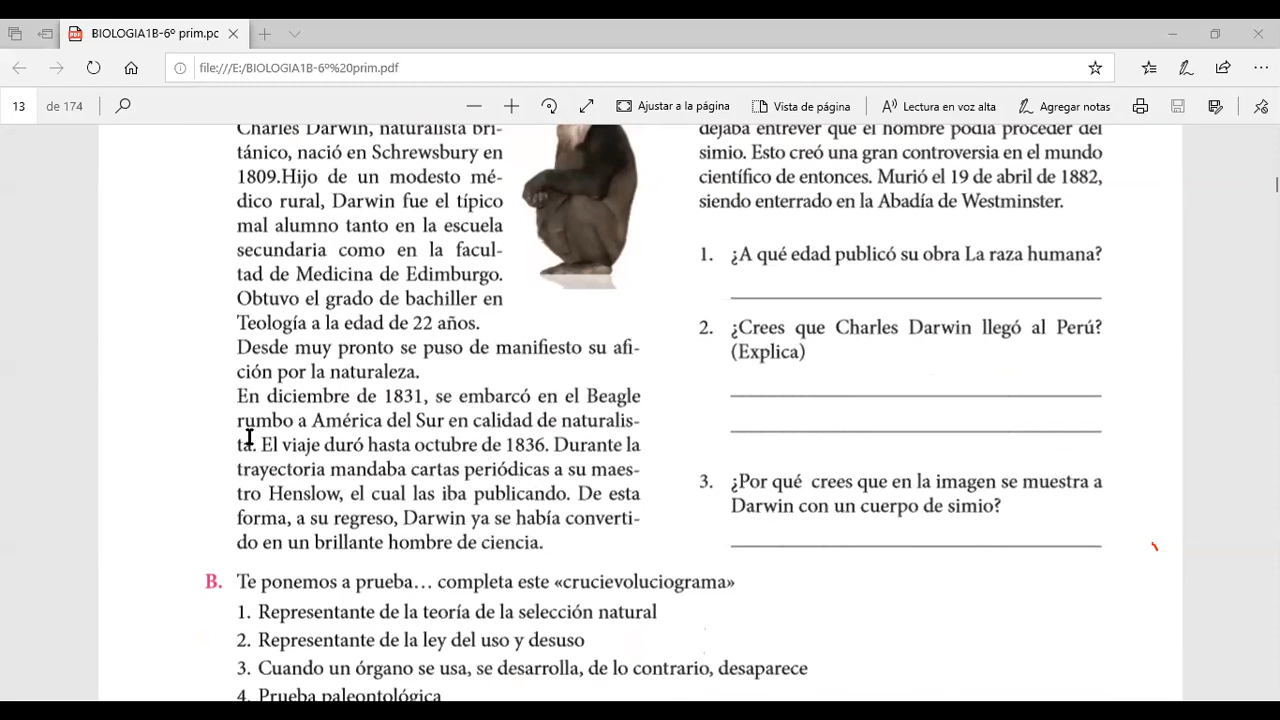 BIOLOGIA1B-6º prim.pc
file:///E:/BIOLOGIA1B-6º%20prim.pdf
13 de 174
Ajustar a la página
Vista de página
Lectura en voz alta
Agregar notas
Charles Darwin, naturalista bri-
tánico, nació en Schrewsbury en
1809.Hijo de un modesto mé-
dico rural, Darwin fue el típico
mal alumno tanto en la escuela
secundaria como en la facul-
tad de Medicina de Edimburgo.
Obtuvo el grado de bachiller en
Teología a la edad de 22 años.
Desde muy pronto se puso de manifiesto su afi-
ción por la naturaleza.
En diciembre de 1831, se embarcó en el Beagle
rumbo a América del Sur en calidad de naturalis-
ta. El viaje duró hasta octubre de 1836. Durante la
trayectoria mandaba cartas periódicas a su maes-
tro Henslow, el cual las iba publicando. De esta
forma, a su regreso, Darwin ya se había converti-
do en un brillante hombre de ciencia.
dejaba entrever que el hombre podía proceder del
simio. Esto creó una gran controversia en el mundo
científico de entonces. Murió el 19 de abril de 1882,
siendo enterrado en la Abadía de Westminster.
1. ¿A qué edad publicó su obra La raza humana?
2. ¿Crees que Charles Darwin llegó al Perú?
(Explica)
3. ¿Por qué crees que en la imagen se muestra a
Darwin con un cuerpo de simio?
B. Te ponemos a prueba… completa este «crucievoluciograma»
1. Representante de la teoría de la selección natural
2. Representante de la ley del uso y desuso
3. Cuando un órgano se usa, se desarrolla, de lo contrario, desaparece
4. Prueba paleontológica